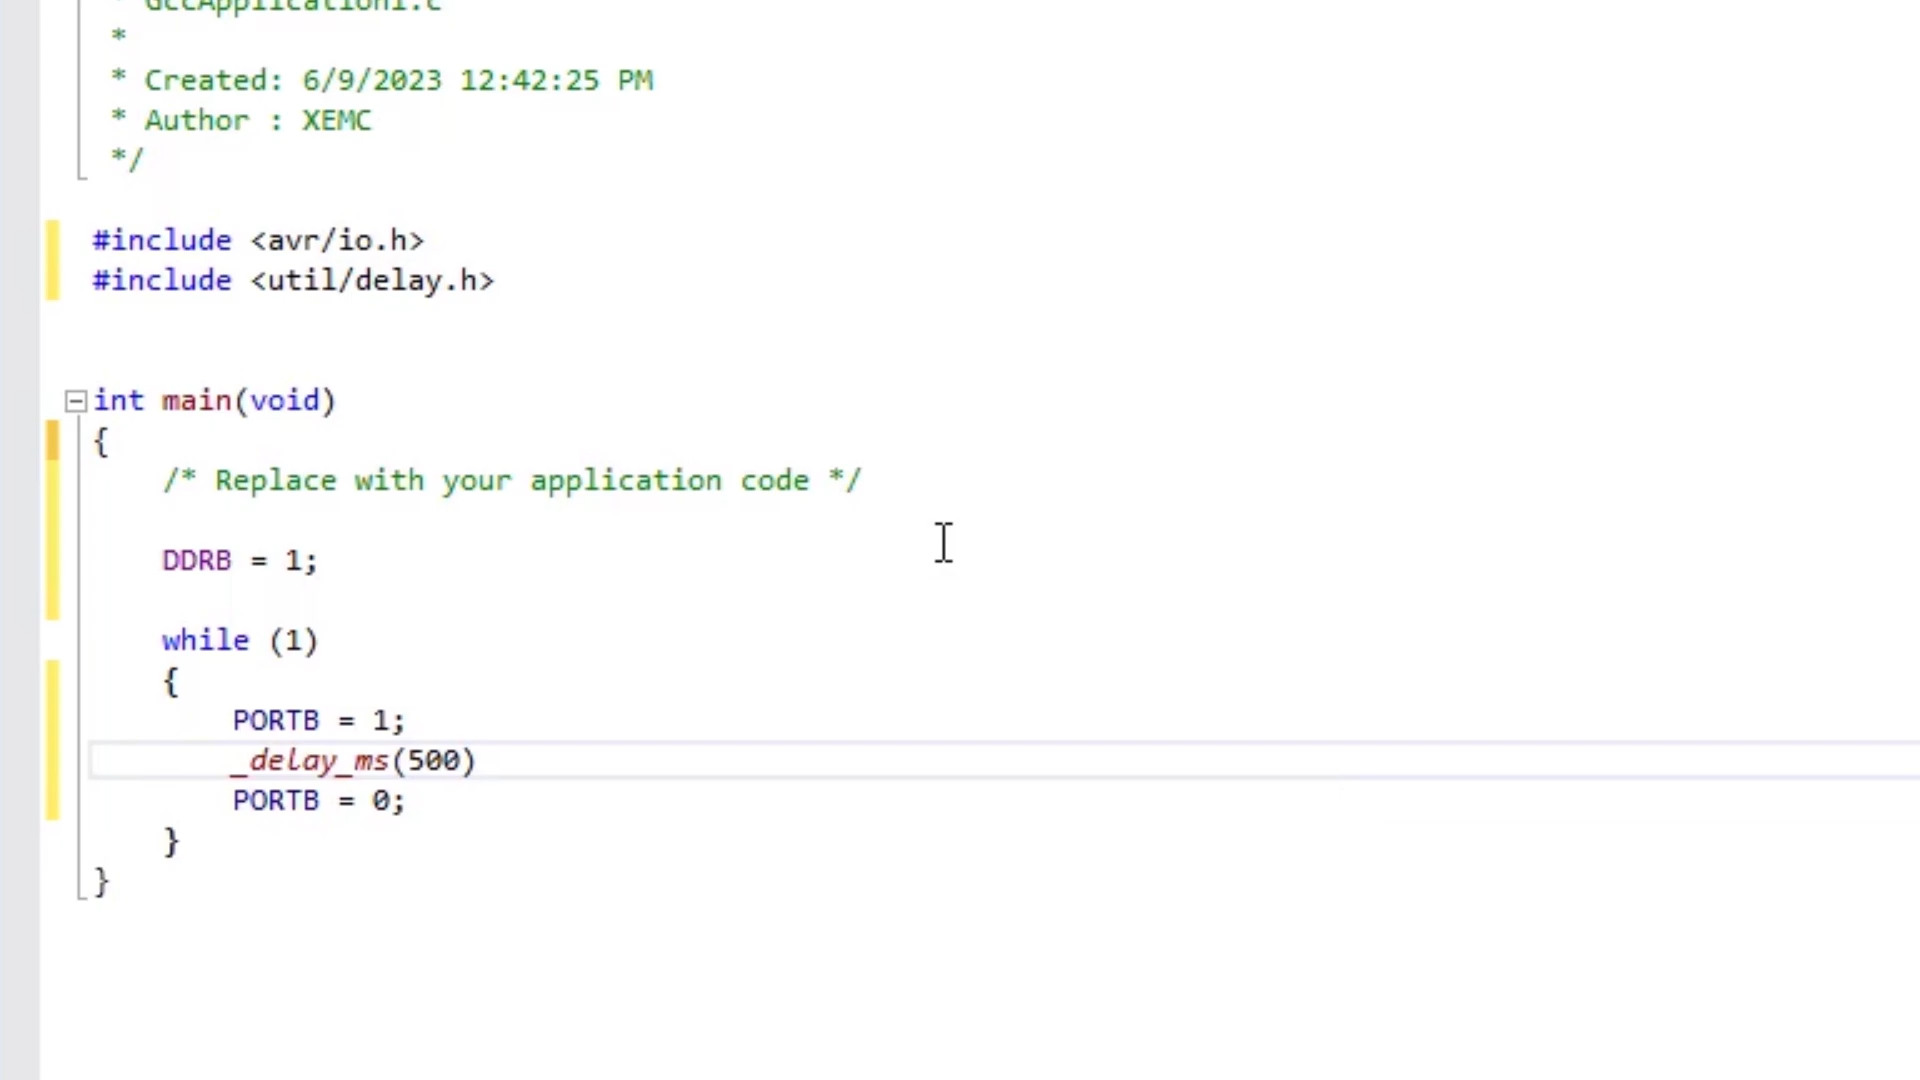 * GccApplication1.c
*
* Created: 6/9/2023 12:42:25 PM
* Author : XEMC
*/
#include <avr/io.h>
#include <util/delay.h>
int main(void)
{
/* Replace with your application code */
DDRB = 1;
while (1)
{
PORTB = 1;
_delay_ms(500)
PORTB = 0;
}
}